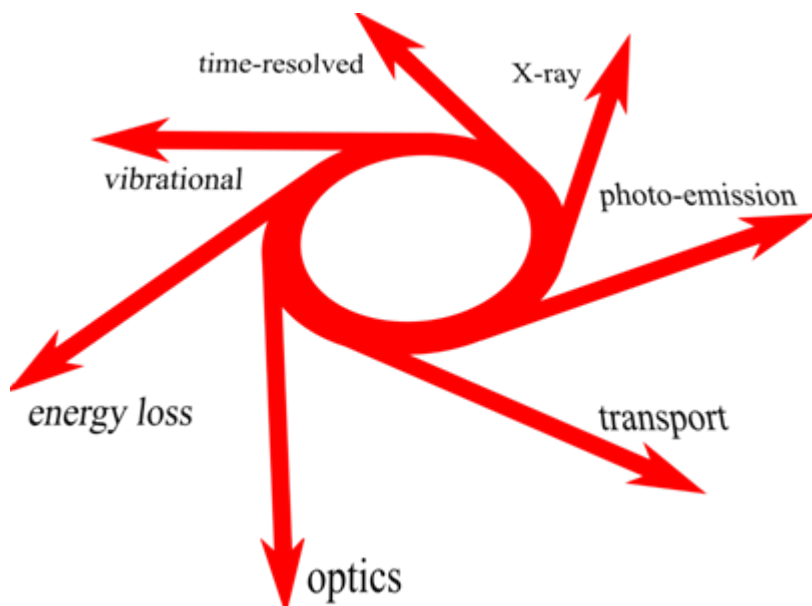 time-resolved
X-ray
vibrational
photo-emission
energy loss
transport
optics